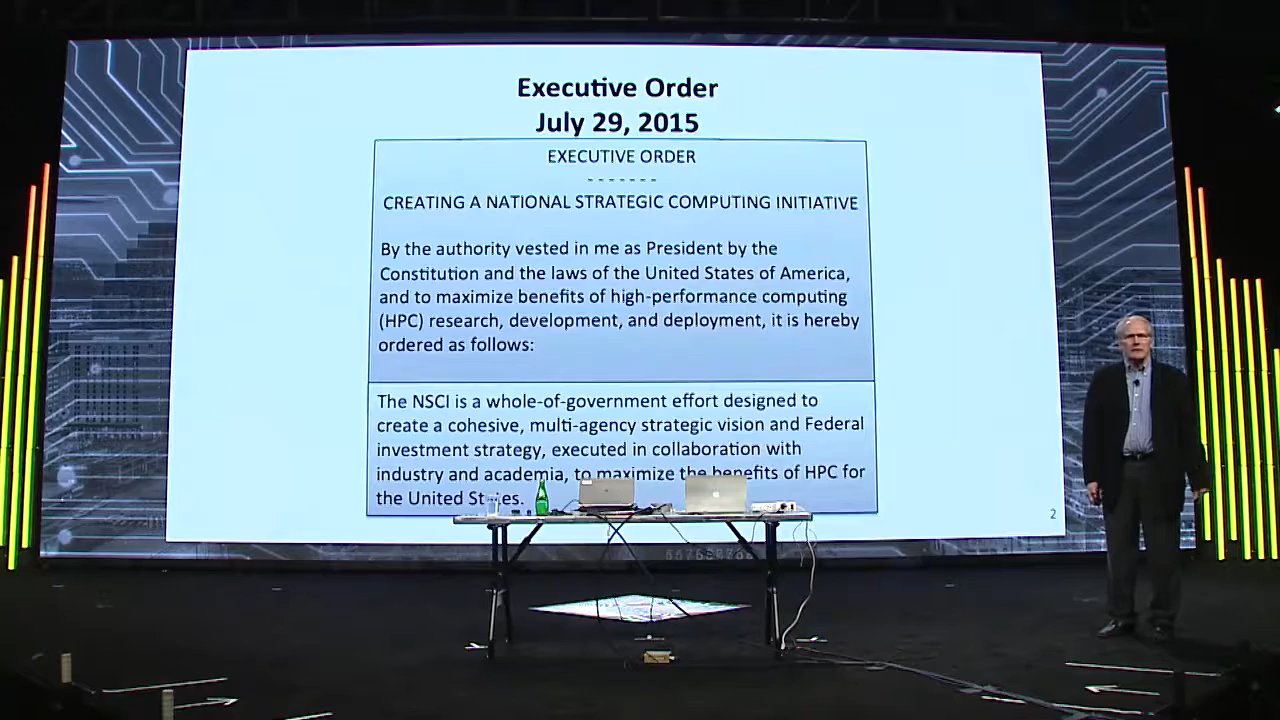 Executive Order
July 29, 2015
EXECUTIVE ORDER
-------
CREATING A NATIONAL STRATEGIC COMPUTING INITIATIVE
By the authority vested in me as President by the
Constitution and the laws of the United States of America,
and to maximize benefits of high-performance computing
(HPC) research, development, and deployment, it is hereby
ordered as follows:
The NSCI is a whole-of-government effort designed to
create a cohesive, multi-agency strategic vision and Federal
investment strategy, executed in collaboration with
industry and academia, to maximize the benefits of HPC for
the United States.
2